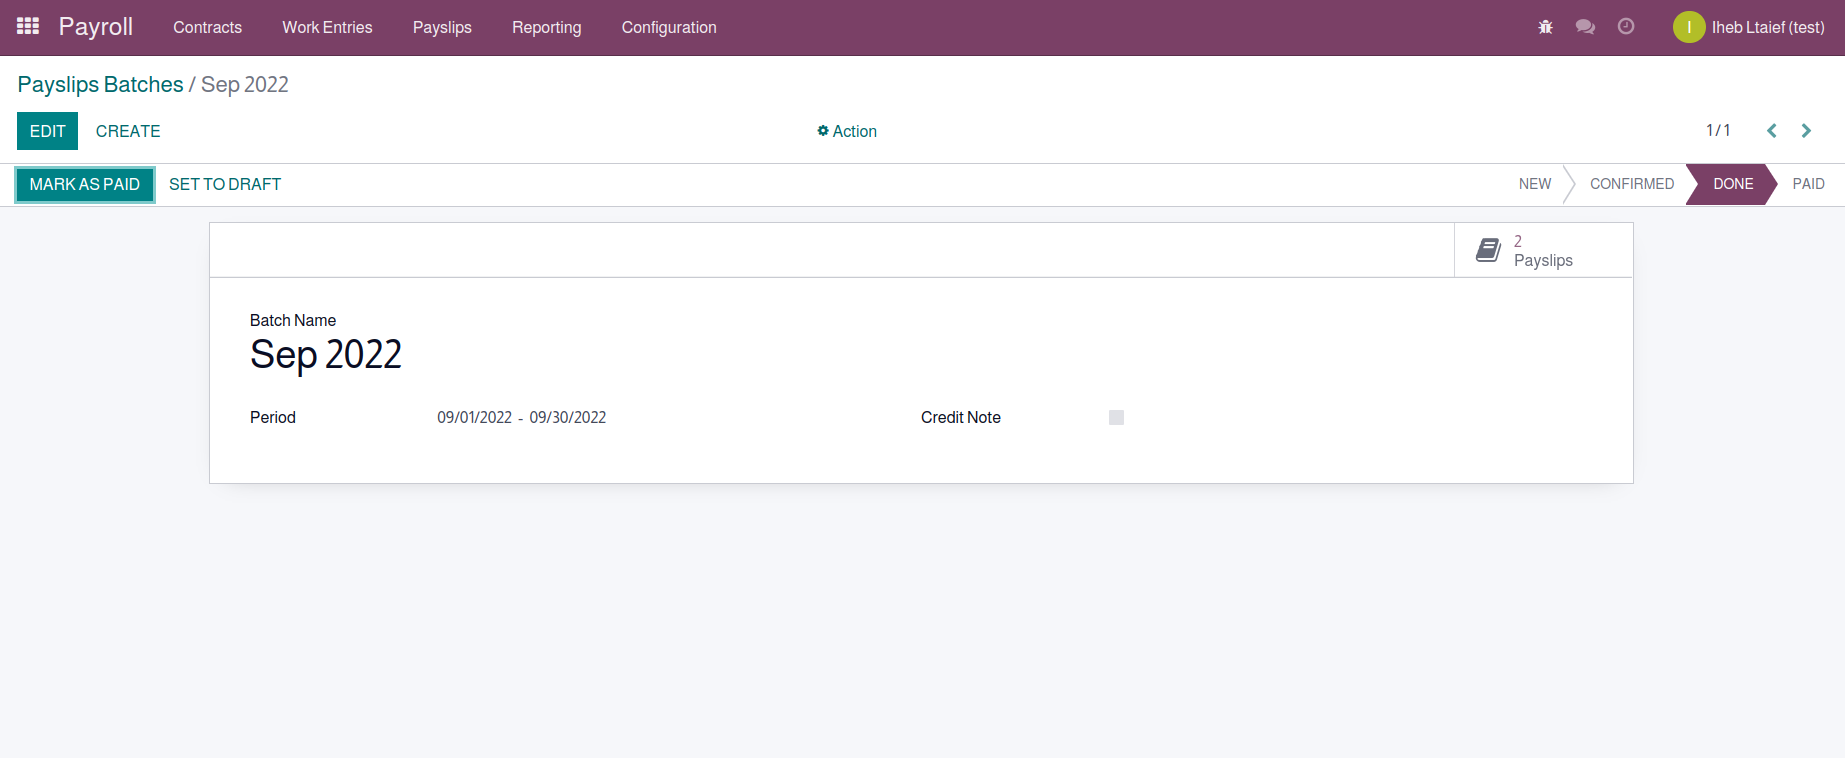 Payroll Contracts Work Entries Payslips Reporting Configuration I Iheb Ltaief (test)
Payslips Batches / Sep 2022
EDIT CREATE Action 1 / 1
MARK AS PAID SET TO DRAFT NEW CONFIRMED DONE PAID
2
Payslips
Batch Name
Sep 2022
Period 09/01/2022 - 09/30/2022 Credit Note